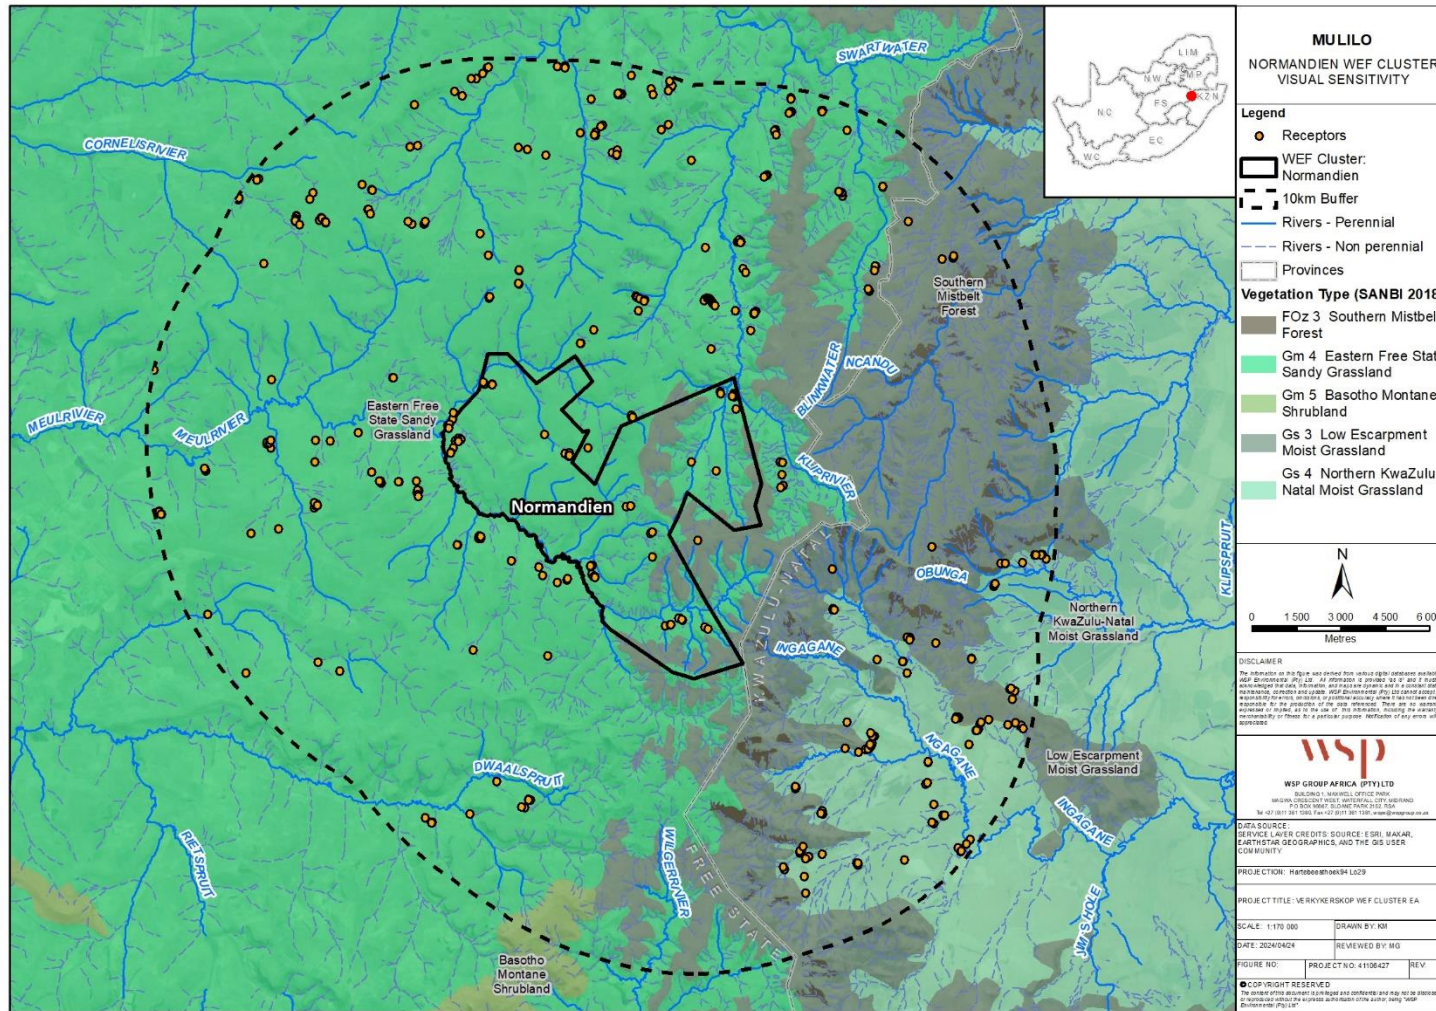 SWARTWATER
CORNELISRIVIER
Southern
Mistbelt
Forest
NCANDU
BLINKWATER
MEULRIVIER
MEULRIVIER
Eastern Free
State Sandy
Grassland
KLIPRIVIER
Normandien
KWAZULU-NATAL
OBUNGA
KLIPSPRUIT
Northern
KwaZulu-Natal
Moist Grassland
INGAGANE
NGAGANE
Low Escarpment
Moist Grassland
DWAALSPRUIT
INGAGANE
RIETSPRUIT
WILGERRIVIER
FREE STATE
JIM'S HOLE
Basotho
Montane
Shrubland
LIM
NW
MP
NC
FS
KZN
EC
WC
MULILO
NORMANDIEN WEF CLUSTER
VISUAL SENSITIVITY
Legend
Receptors
WEF Cluster:
Normandien
10km Buffer
Rivers - Perennial
Rivers - Non perennial
Provinces
Vegetation Type (SANBI 2018
FOz 3 Southern Mistbel
Forest
Gm 4 Eastern Free Stat
Sandy Grassland
Gm 5 Basotho Montane
Shrubland
Gs 3 Low Escarpment
Moist Grassland
Gs 4 Northern KwaZulu
Natal Moist Grassland
N
0 1 500 3 000 4 500 6 00
Metres
DISCLAIMER
wsp
WSP GROUP AFRICA (PTY) LTD
DATA SOURCE:
SERVICE LAYER CREDITS: SOURCE: ESRI, MAXAR,
EARTHSTAR GEOGRAPHICS, AND THE GIS USER
COMMUNITY
PROJECTION: Hartebeesthoek94 Lo29
PROJECT TITLE: VERKYKERSKOP WEF CLUSTER EA
SCALE: 1:170 000
DRAWN BY: KM
DATE: 2024/04/24
REVIEWED BY: MG
FIGURE NO:
PROJECT NO: 41106427
REV:
© COPYRIGHT RESERVED